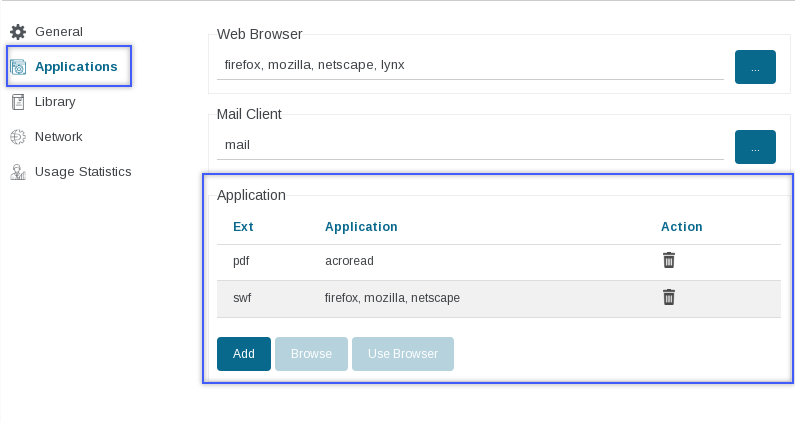 General
Applications
Library
Network
Usage Statistics
Web Browser
firefox, mozilla, netscape, lynx
...
Mail Client
mail
...
Application
Ext Application Action
pdf acroread
swf firefox, mozilla, netscape
Add Browse Use Browser